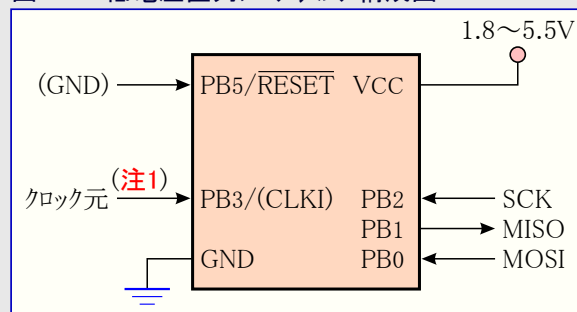 1.8～5.5V
(GND)
PB5/RESET
VCC
(注1)
クロック元
PB3/(CLKI)
PB2
SCK
PB1
MISO
GND
PB0
MOSI